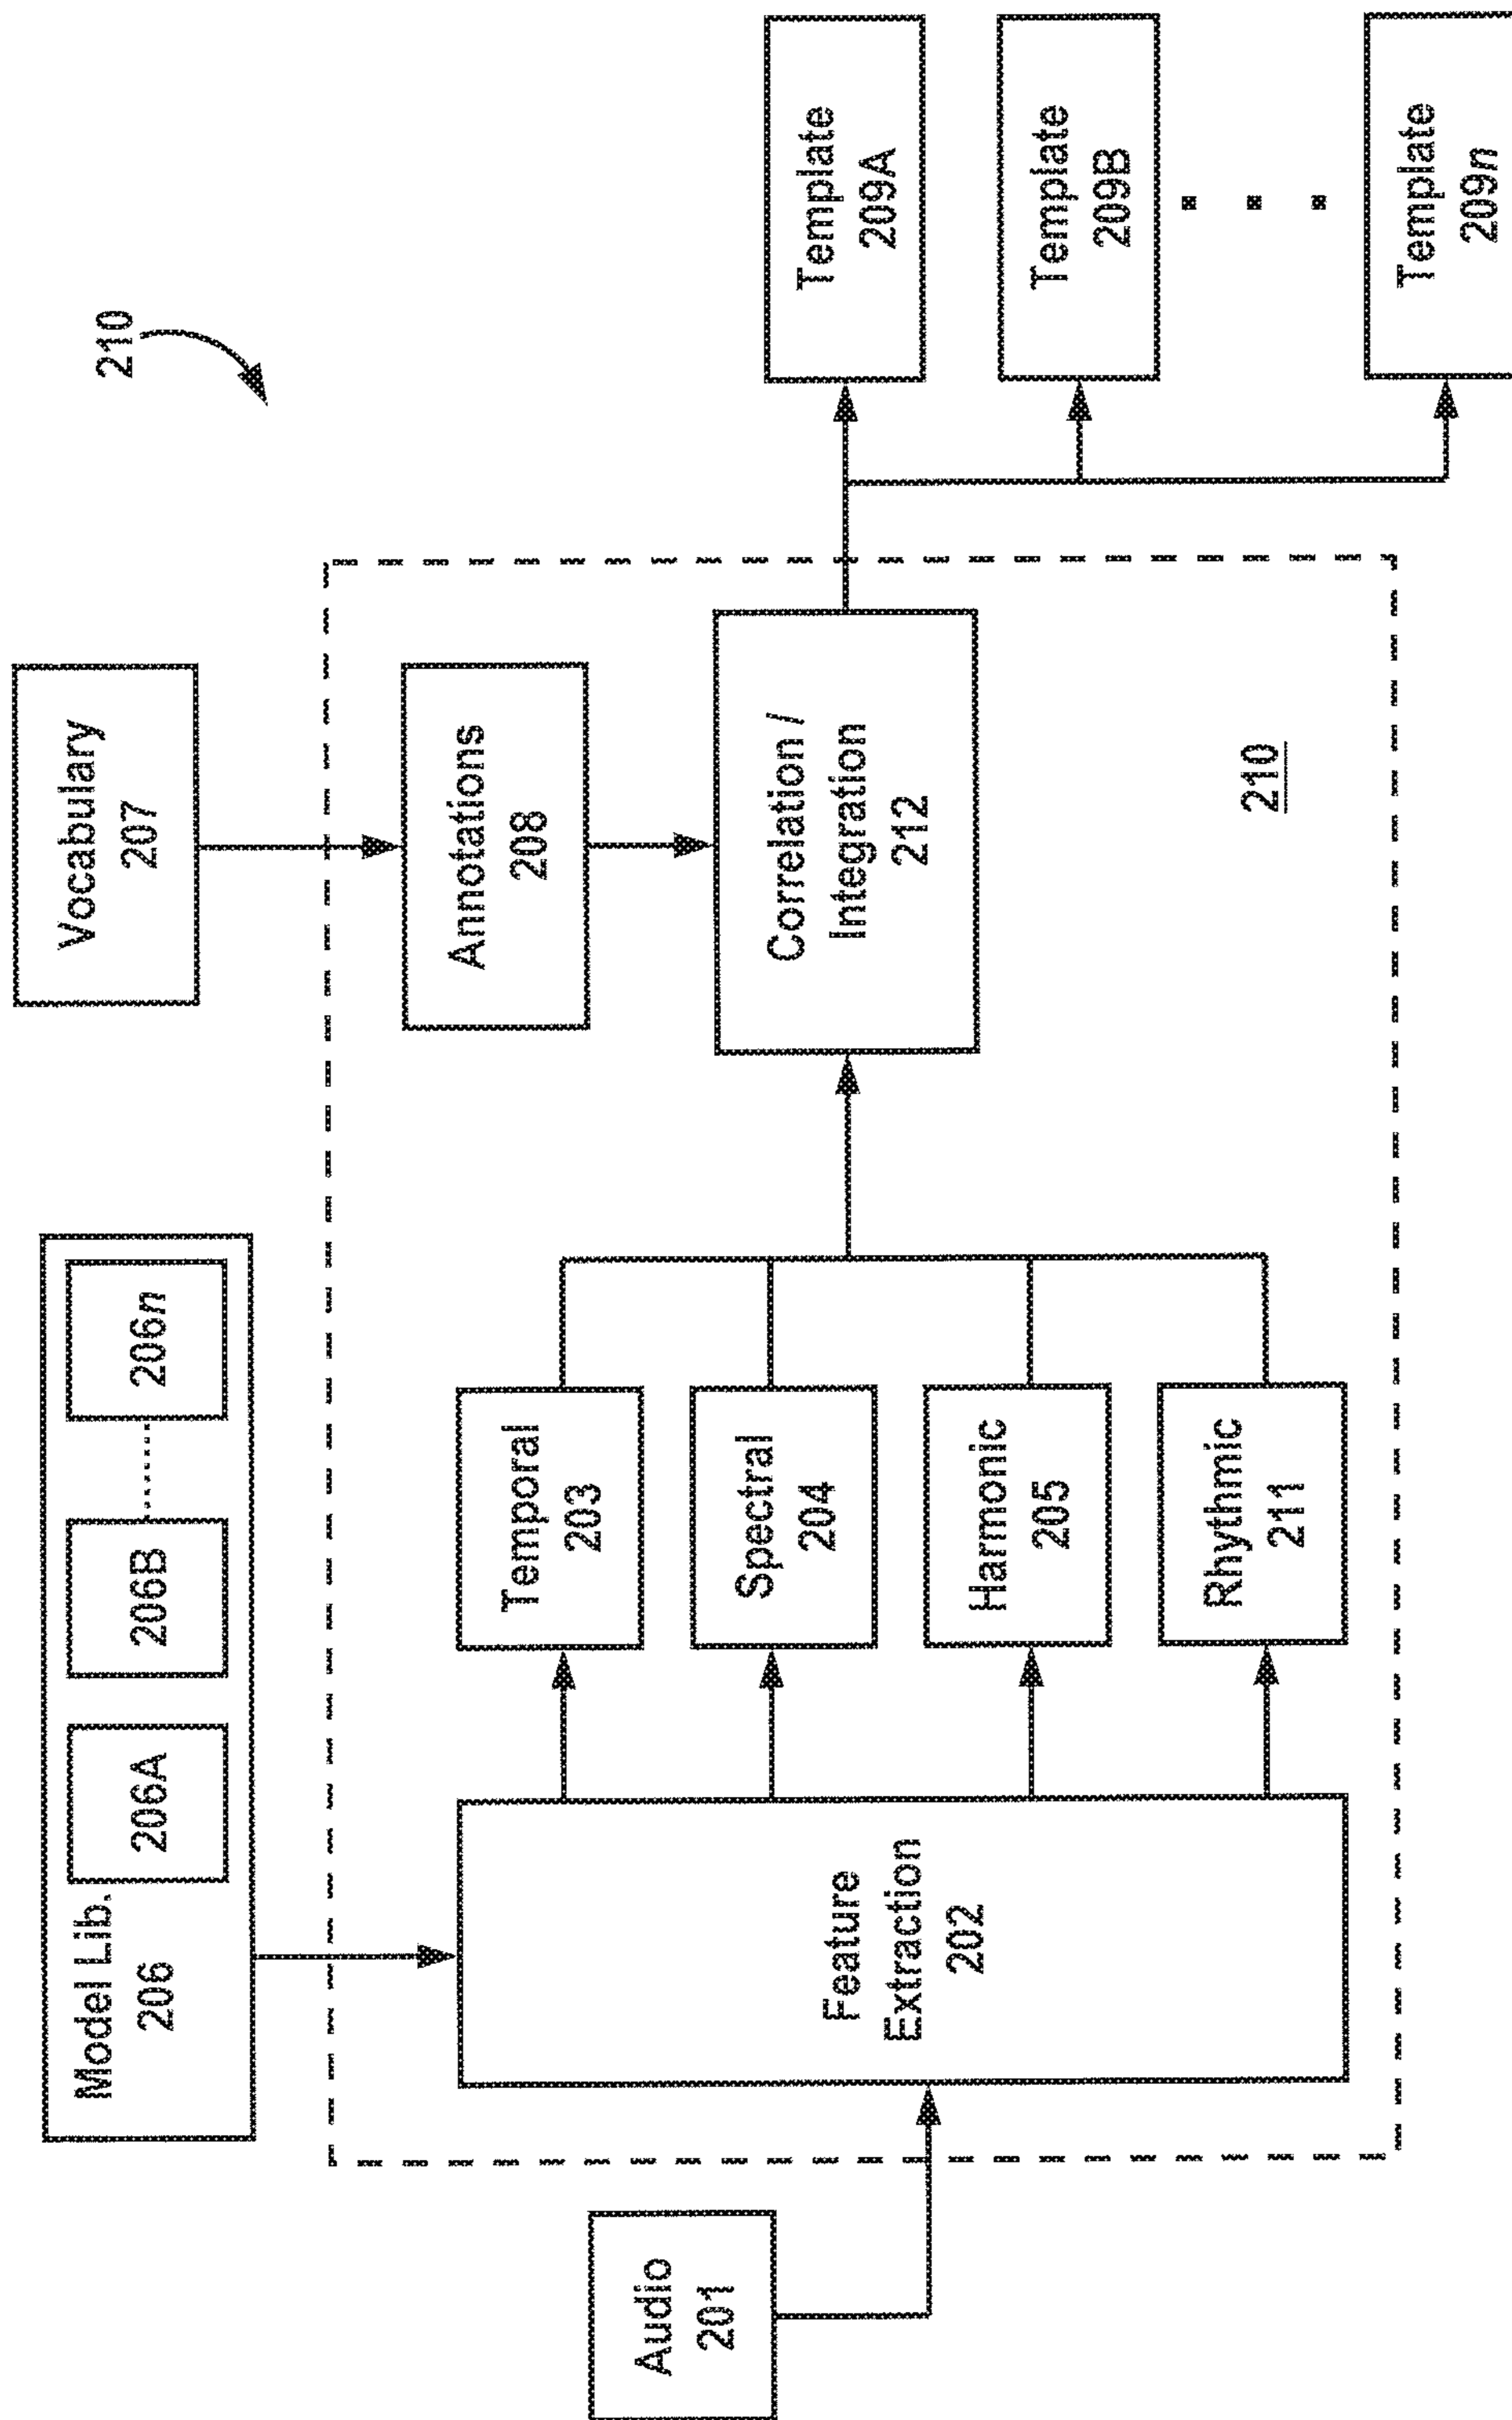 210
Model Lib.
206
206A
206B
206n
Vocabulary
207
Audio
201
Feature
Extraction
202
Temporal
203
Spectral
204
Harmonic
205
Rhythmic
211
Annotations
208
Correlation /
Integration
212
210
Template
209A
Template
209B
Template
209n